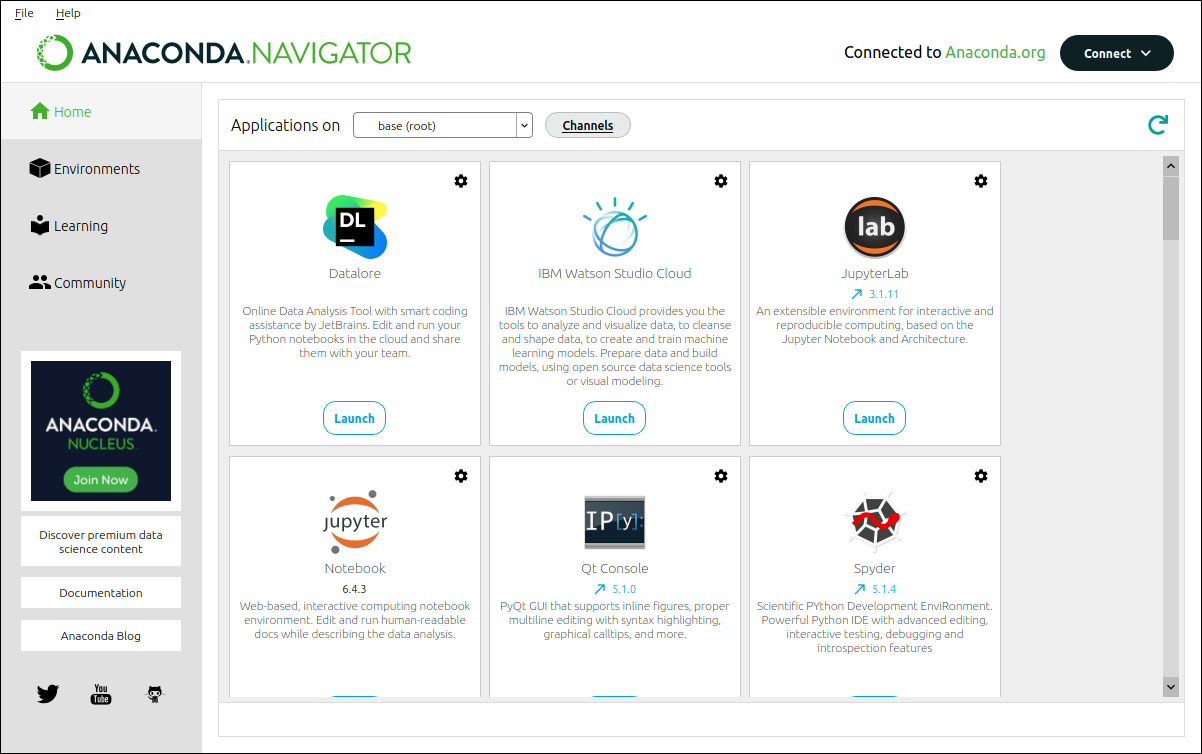 File Help
ANACONDA.NAVIGATOR
Connected to Anaconda.org
Connect
Home
Environments
Learning
Community
ANACONDA.
NUCLEUS
Join Now
Discover premium data
science content
Documentation
Anaconda Blog
You
Tube
Applications on
base (root)
Channels
DL
Datalore
Online Data Analysis Tool with smart coding
assistance by JetBrains. Edit and run your
Python notebooks in the cloud and share
them with your team.
Launch
IBM Watson Studio Cloud
IBM Watson Studio Cloud provides you the
tools to analyze and visualize data, to cleanse
and shape data, to create and train machine
learning models. Prepare data and build
models, using open source data science tools
or visual modeling.
Launch
lab
JupyterLab
3.1.11
An extensible environment for interactive and
reproducible computing, based on the
Jupyter Notebook and Architecture.
Launch
jupyter
Notebook
6.4.3
Web-based, interactive computing notebook
environment. Edit and run human-readable
docs while describing the data analysis.
IP[y]:
Qt Console
5.1.0
PyQt GUI that supports inline figures, proper
multiline editing with syntax highlighting,
graphical calltips, and more.
Spyder
5.1.4
Scientific PYthon Development EnviRonment.
Powerful Python IDE with advanced editing,
interactive testing, debugging and
introspection features